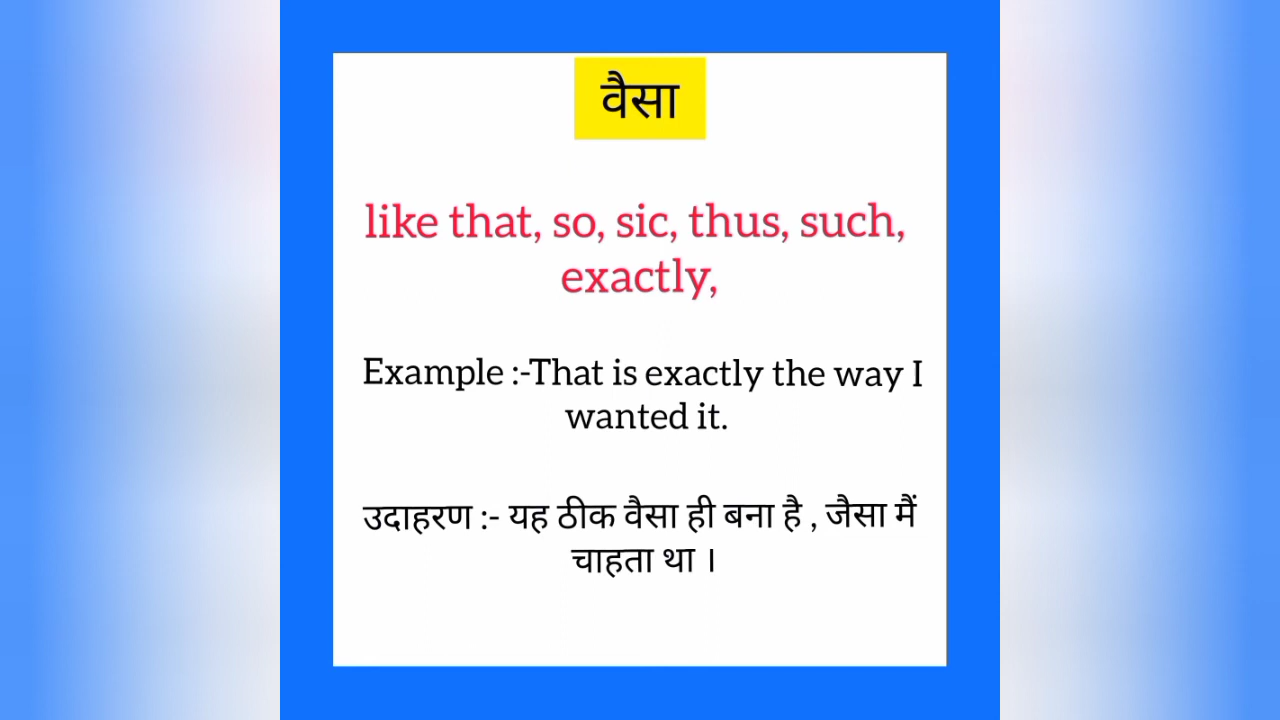 वैसा
like that, so, sic, thus, such,
exactly,
Example :-That is exactly the way I
wanted it.
उदाहरण :- यह ठीक वैसा ही बना है , जैसा मैं
चाहता था ।